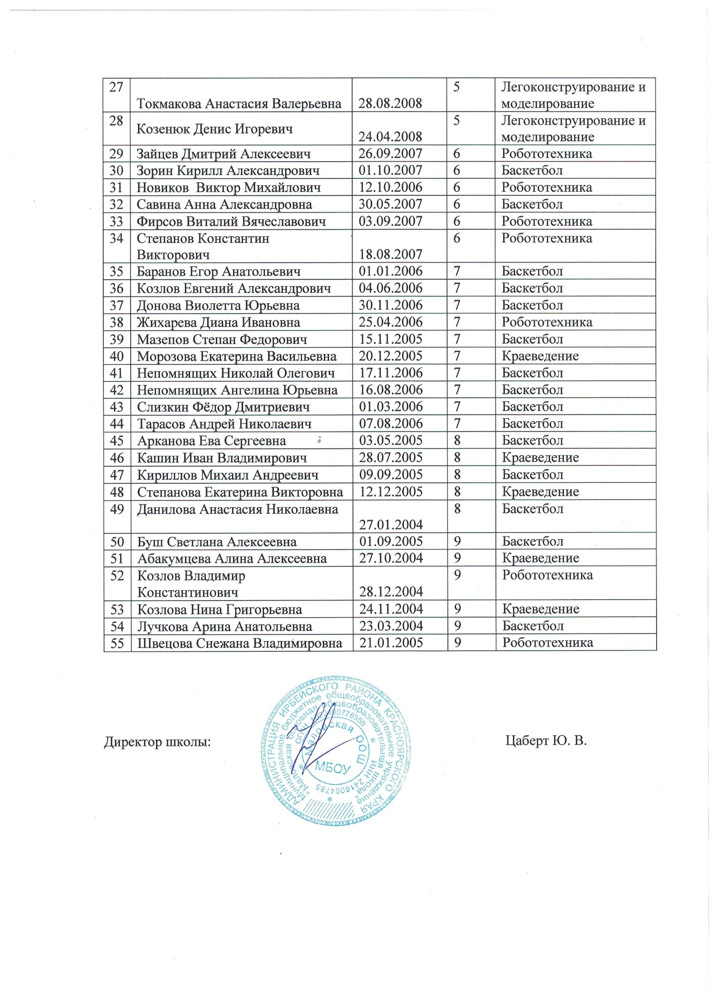 27 Токмакова Анастасия Валерьевна 28.08.2008 5 Легоконструирование и
моделирование
28 Козенюк Денис Игоревич 24.04.2008 5 Легоконструирование и
моделирование
29 Зайцев Дмитрий Алексеевич 26.09.2007 6 Робототехника
30 Зорин Кирилл Александрович 01.10.2007 6 Баскетбол
31 Новиков Виктор Михайлович 12.10.2006 6 Робототехника
32 Савина Анна Александровна 30.05.2007 6 Баскетбол
33 Фирсов Виталий Вячеславович 03.09.2007 6 Робототехника
34 Степанов Константин 6 Робототехника
Викторович 18.08.2007
35 Баранов Егор Анатольевич 01.01.2006 7 Баскетбол
36 Козлов Евгений Александрович 04.06.2006 7 Баскетбол
37 Донова Виолетта Юрьевна 30.11.2006 7 Баскетбол
38 Жихарева Диана Ивановна 25.04.2006 7 Робототехника
39 Мазепов Степан Федорович 15.11.2005 7 Баскетбол
40 Морозова Екатерина Васильевна 20.12.2005 7 Краеведение
41 Непомнящих Николай Олегович 17.11.2006 7 Баскетбол
42 Непомнящих Ангелина Юрьевна 16.08.2006 7 Баскетбол
43 Слизкин Фёдор Дмитриевич 01.03.2006 7 Баскетбол
44 Тарасов Андрей Николаевич 07.08.2006 7 Баскетбол
45 Арканова Ева Сергеевна 03.05.2005 8 Баскетбол
46 Кашин Иван Владимирович 28.07.2005 8 Краеведение
47 Кириллов Михаил Андреевич 09.09.2005 8 Баскетбол
48 Степанова Екатерина Викторовна 12.12.2005 8 Краеведение
49 Данилова Анастасия Николаевна 27.01.2004 8 Баскетбол
50 Буш Светлана Алексеевна 01.09.2005 9 Баскетбол
51 Абакумцева Алина Алексеевна 27.10.2004 9 Краеведение
52 Козлов Владимир 9 Робототехника
Константинович 28.12.2004
53 Козлова Нина Григорьевна 24.11.2004 9 Краеведение
54 Лучкова Арина Анатольевна 23.03.2004 9 Баскетбол
55 Швецова Снежана Владимировна 21.01.2005 9 Робототехника
Директор школы: Цаберт Ю. В.
АДМИНИСТРАЦИЯ ИРБЕЙСКОГО РАЙОНА КРАСНОЯРСКОГО КРАЯ
"Муниципальное бюджетное общеобразовательное учреждение
"Маловская основная общеобразовательная школа"
ОГРН 1022400778950 * ИНН 2416004785 *
Маловская ООШ
МБОУ